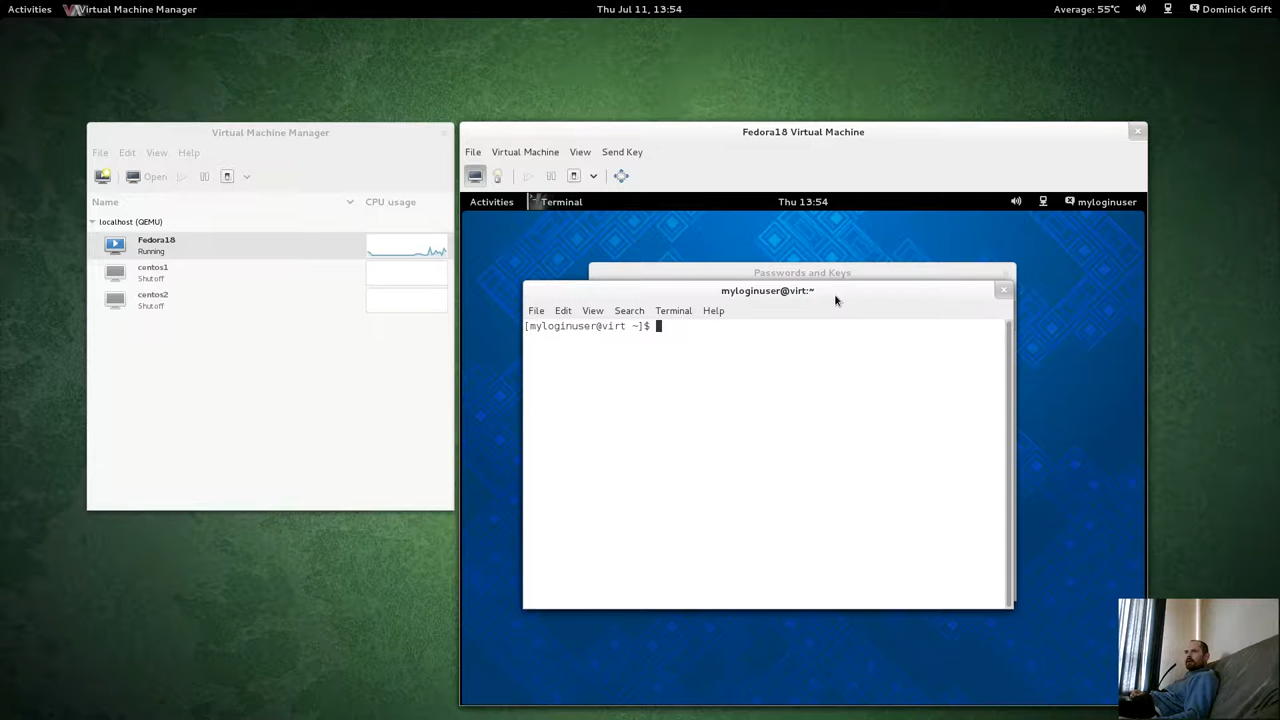 Activities Virtual Machine Manager Thu Jul 11, 13:54 Average: 55°C Dominick Grift
Virtual Machine Manager
File Edit View Help
Open
Name CPU usage
localhost (QEMU)
Fedora18
Running
centos1
Shutoff
centos2
Shutoff
Fedora18 Virtual Machine
File Virtual Machine View Send Key
Activities Terminal Thu 13:54 myloginuser
Passwords and Keys
myloginuser@virt:~
File Edit View Search Terminal Help
[myloginuser@virt ~]$